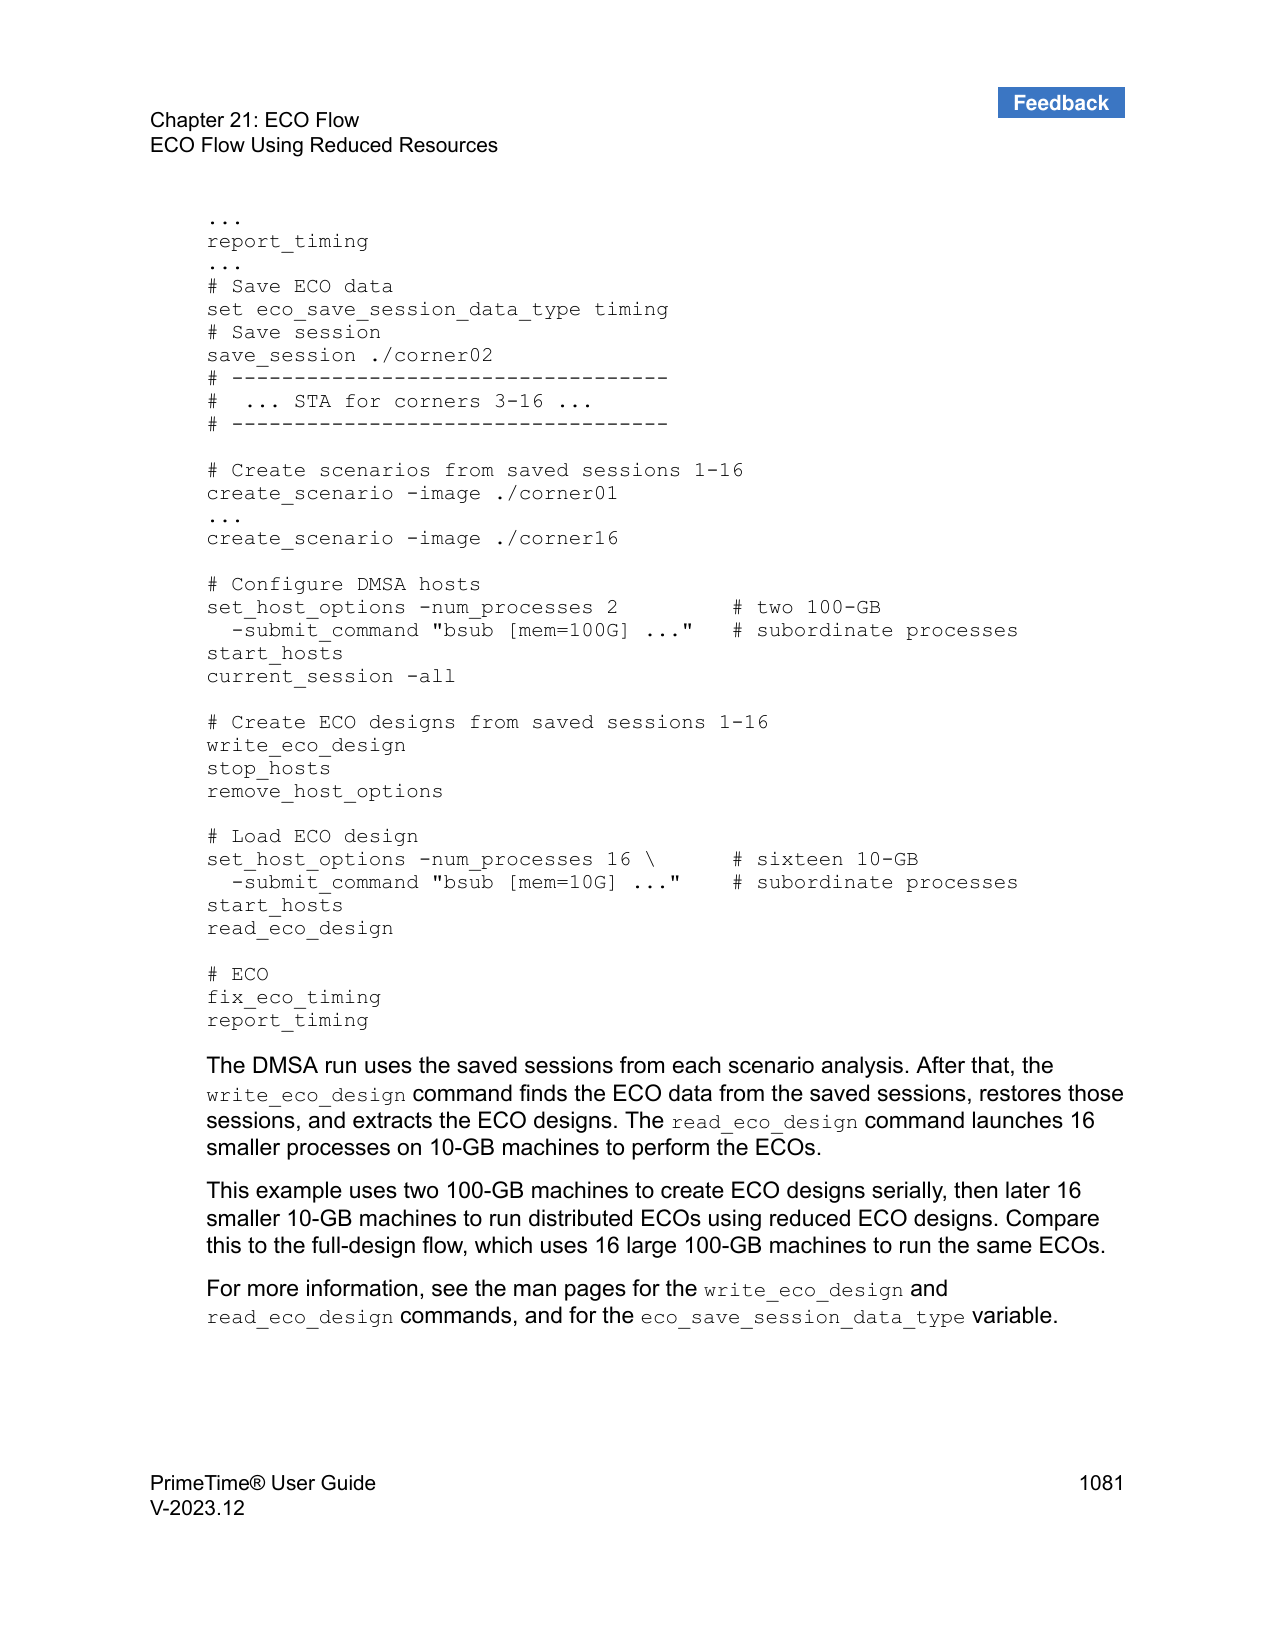 Feedback
Chapter 21: ECO Flow
ECO Flow Using Reduced Resources
...
report_timing
...
# Save ECO data
set eco_save_session_data_type timing
# Save session
save_session ./corner02
# -----------------------------------
#  ... STA for corners 3-16 ...
# -----------------------------------
# Create scenarios from saved sessions 1-16
create_scenario -image ./corner01
...
create_scenario -image ./corner16
# Configure DMSA hosts
set_host_options -num_processes 2         # two 100-GB
  -submit_command "bsub [mem=100G] ..."   # subordinate processes
start_hosts
current_session -all
# Create ECO designs from saved sessions 1-16
write_eco_design
stop_hosts
remove_host_options
# Load ECO design
set_host_options -num_processes 16 \      # sixteen 10-GB
  -submit_command "bsub [mem=10G] ..."    # subordinate processes
start_hosts
read_eco_design
# ECO
fix_eco_timing
report_timing
The DMSA run uses the saved sessions from each scenario analysis. After that, the
write_eco_design command finds the ECO data from the saved sessions, restores those
sessions, and extracts the ECO designs. The read_eco_design command launches 16
smaller processes on 10-GB machines to perform the ECOs.
This example uses two 100-GB machines to create ECO designs serially, then later 16
smaller 10-GB machines to run distributed ECOs using reduced ECO designs. Compare
this to the full-design flow, which uses 16 large 100-GB machines to run the same ECOs.
For more information, see the man pages for the write_eco_design and
read_eco_design commands, and for the eco_save_session_data_type variable.
PrimeTime® User Guide 1081
V-2023.12